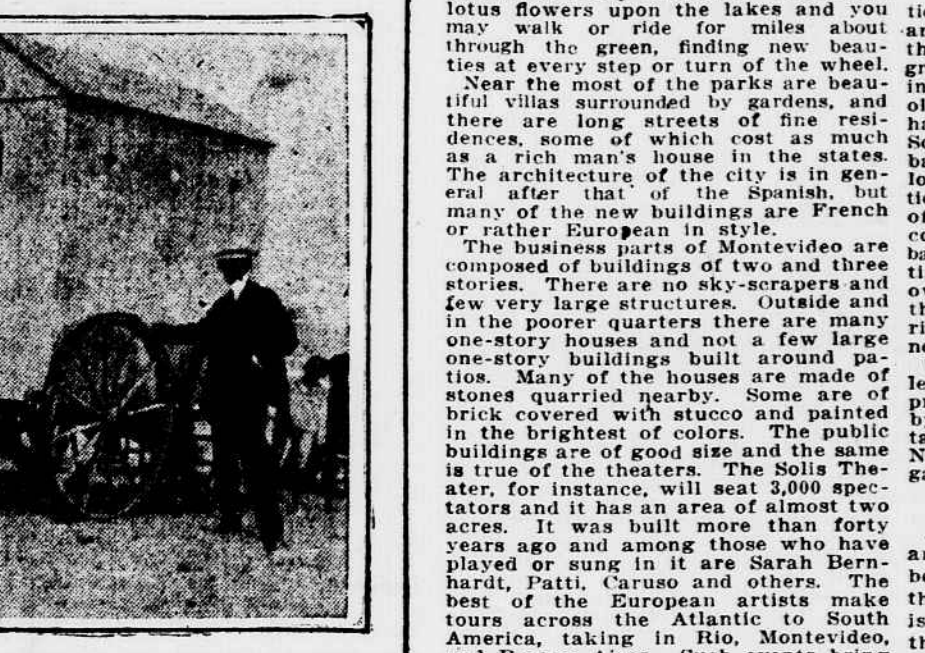 lotus flowers upon the lakes and you
may walk or ride for miles about
through the green, finding new beau-
ties at every step or turn of the wheel.
Near the most of the parks are beau-
tiful villas surrounded by gardens, and
there are long streets of fine resi-
dences, some of which cost as much
as a rich man's house in the states.
The architecture of the city is in gen-
eral after that of the Spanish, but
many of the new buildings are French
or rather European in style.
The business parts of Montevideo are
composed of buildings of two and three
stories. There are no sky-scrapers and
few very large structures. Outside and
in the poorer quarters there are many
one-story houses and not a few large
one-story buildings built around pa-
tios. Many of the houses are made of
stones quarried nearby. Some are of
brick covered with stucco and painted
in the brightest of colors. The public
buildings are of good size and the same
is true of the theaters. The Solis The-
ater, for instance, will seat 3,000 spec-
tators and it has an area of almost two
acres. It was built more than forty
years ago and among those who have
played or sung in it are Sarah Bern-
hardt, Patti, Caruso and others. The
best of the European artists make
tours across the Atlantic to South
America, taking in Rio, Montevideo,